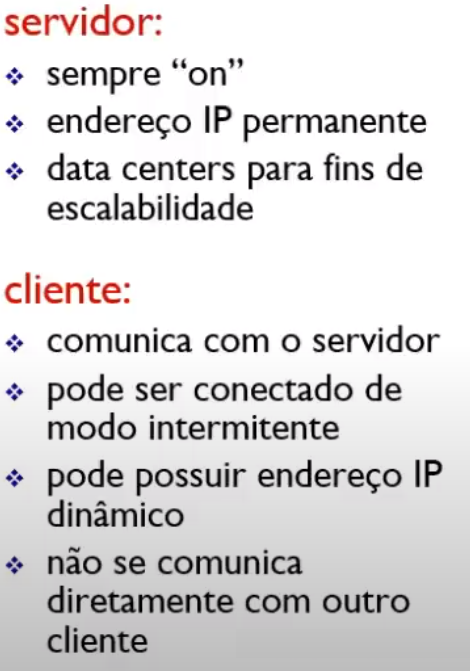 servidor:
❖ sempre “on”
❖ endereço IP permanente
❖ data centers para fins de
escalabilidade
cliente:
❖ comunica com o servidor
❖ pode ser conectado de
modo intermitente
❖ pode possuir endereço IP
dinâmico
❖ não se comunica
diretamente com outro
cliente